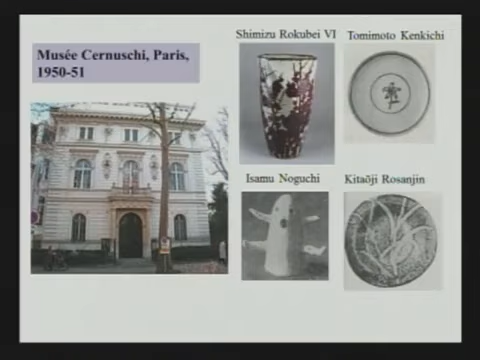 Musée Cernuschi, Paris,
1950-51
Shimizu Rokubei VI
Tomimoto Kenkichi
Isamu Noguchi
Kitaōji Rosanjin